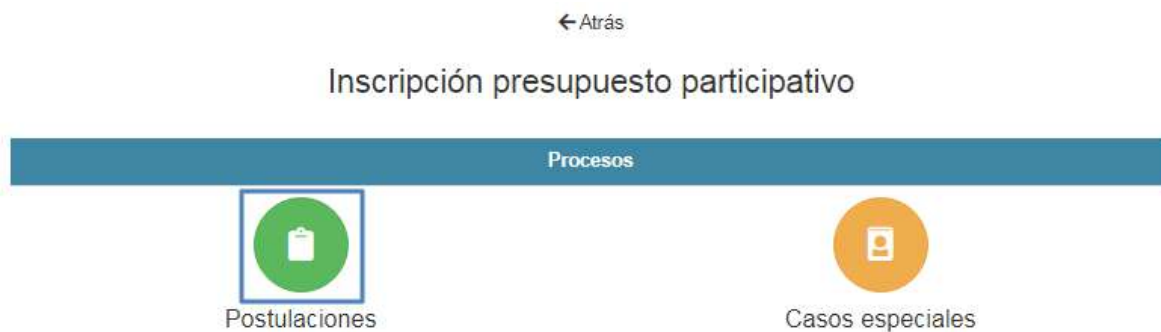 Atrás
Inscripción presupuesto participativo
Procesos
Postulaciones
Casos especiales